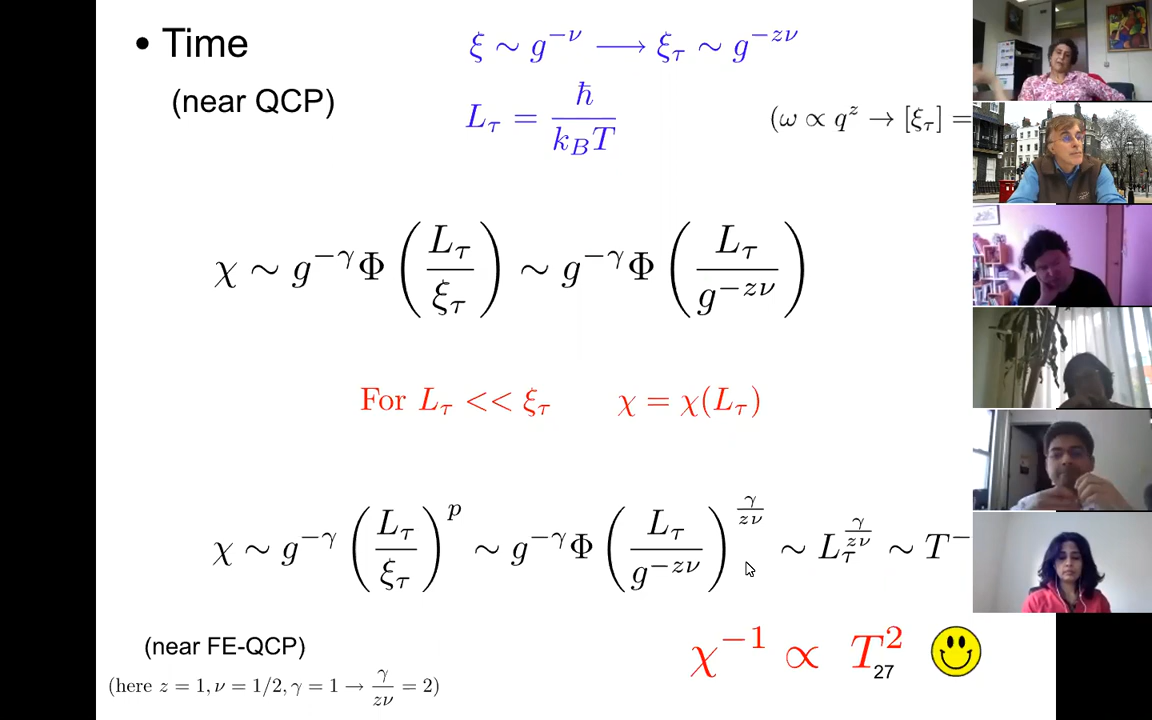 • Time
(near QCP)
ξ ∼ g^{−ν} ⟶ ξ_τ ∼ g^{−zν}
L_τ = ħ / (k_B T)
(ω ∝ q^z → [ξ_τ] =
χ ∼ g^{−γ} Φ (L_τ / ξ_τ) ∼ g^{−γ} Φ (L_τ / g^{−zν})
For L_τ << ξ_τ χ = χ(L_τ)
χ ∼ g^{−γ} (L_τ / ξ_τ)^p ∼ g^{−γ} Φ (L_τ / g^{−zν})^{γ/zν} ∼ L_τ^{γ/zν} ∼ T^{−
(near FE-QCP)
(here z = 1, ν = 1/2, γ = 1 → γ/zν = 2)
χ^{−1} ∝ T^2
27